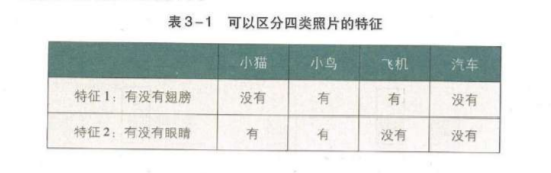 表3-1 可以区分四类照片的特征
小猫 小鸟 飞机 汽车
特征1：有没有翅膀 没有 有 有 没有
特征2：有没有眼睛 有 有 没有 没有